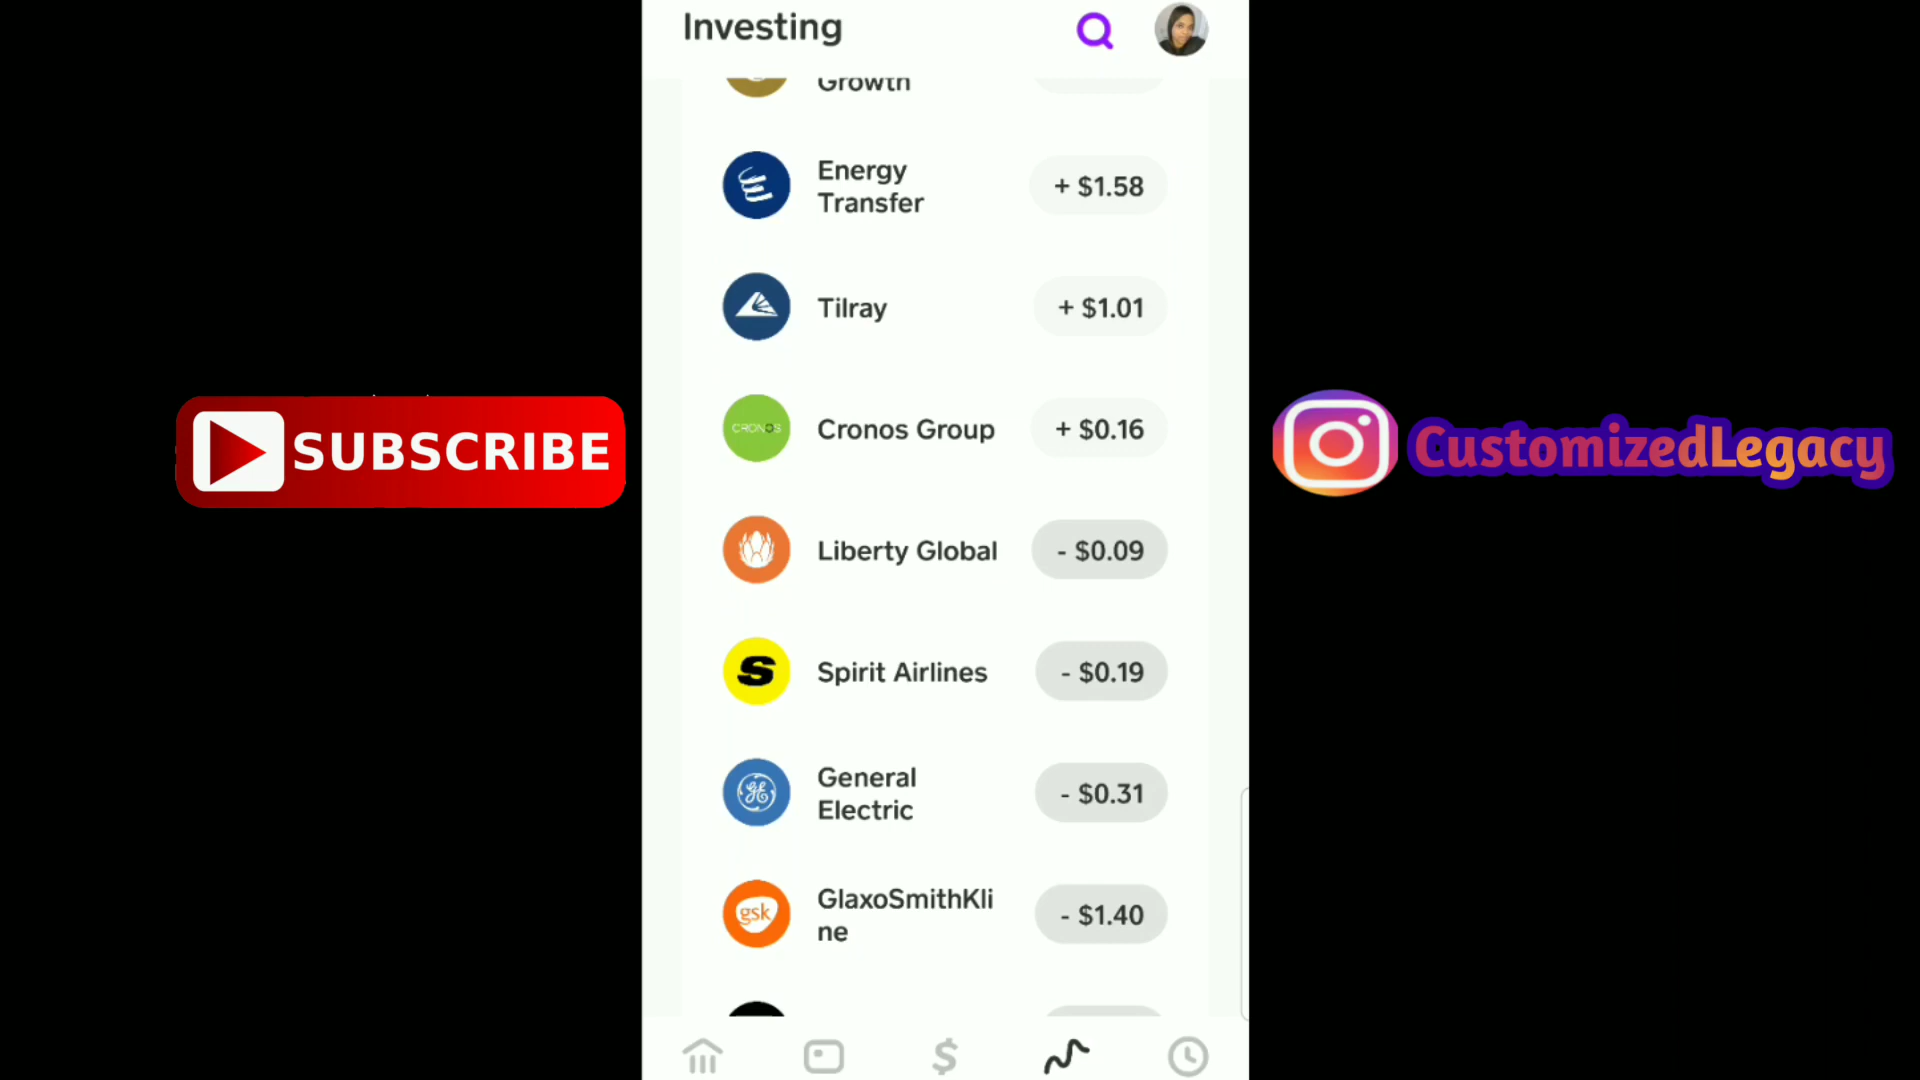 Investing
Growth
Energy
Transfer
+ $1.58
Tilray
+ $1.01
CRONOS
Cronos Group
+ $0.16
SUBSCRIBE
CustomizedLegacy
Liberty Global
- $0.09
S
Spirit Airlines
- $0.19
GE
General
Electric
- $0.31
gsk
GlaxoSmithKli
ne
- $1.40
$